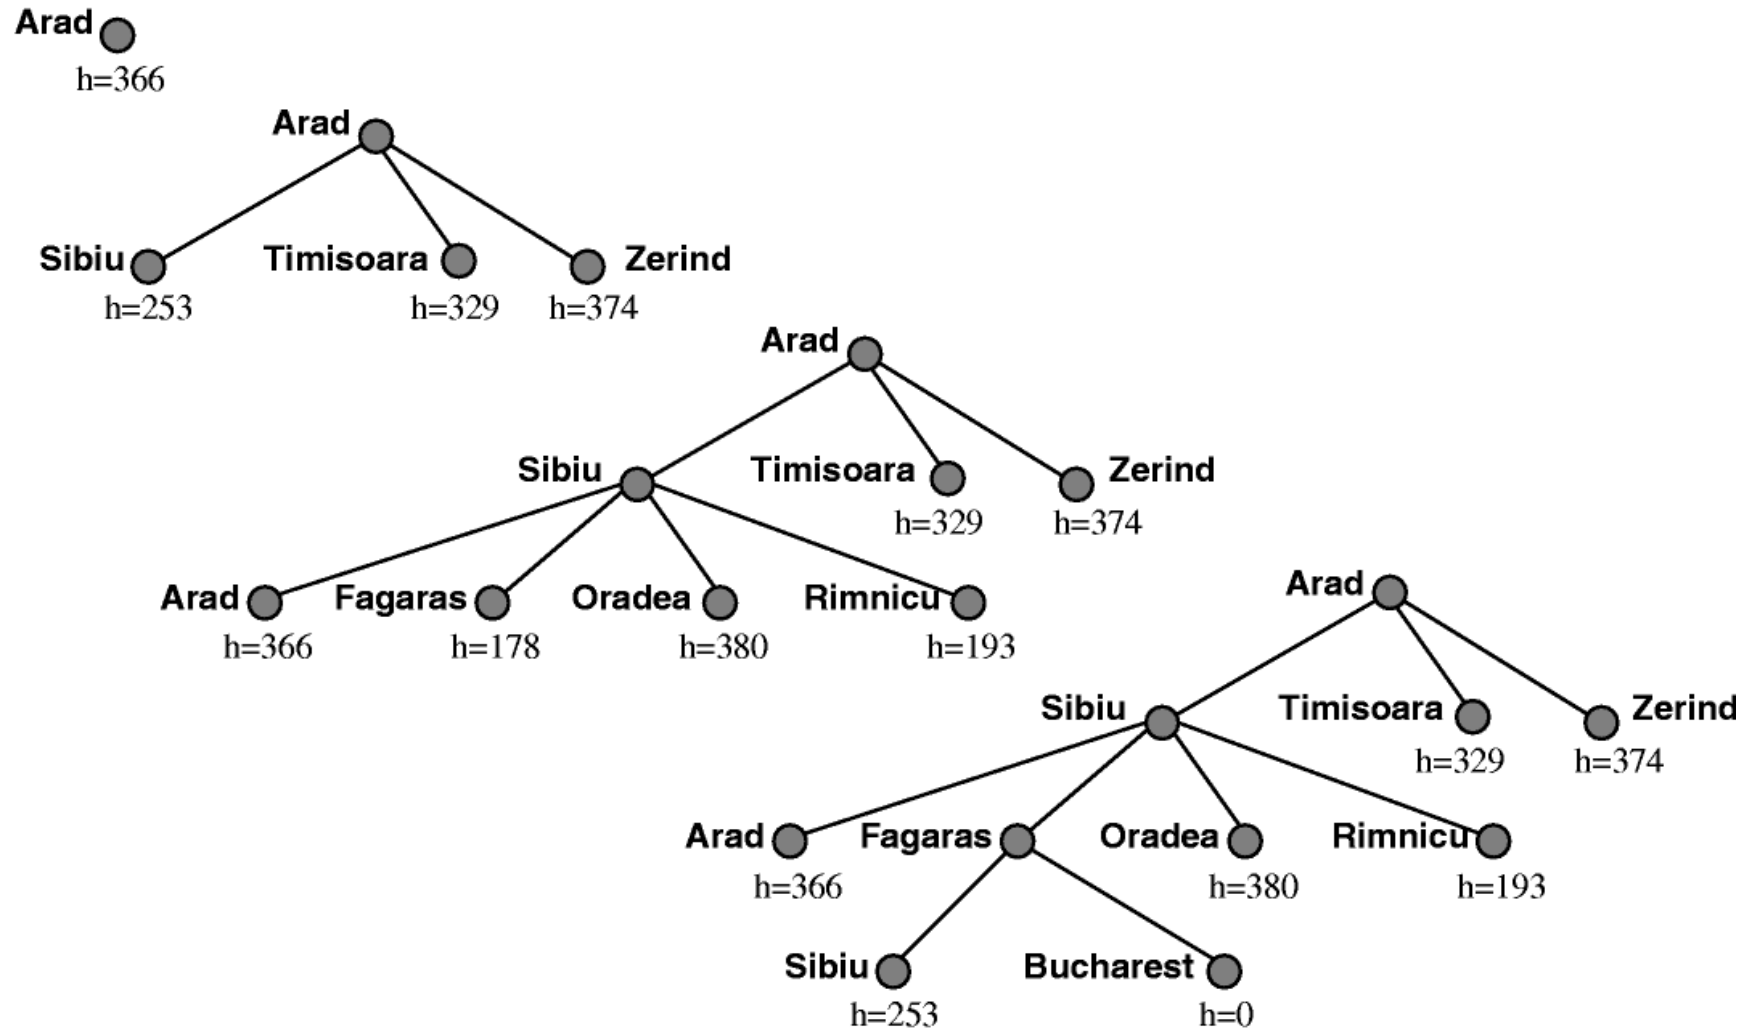 Arad
h=366
Arad
Sibiu Timisoara Zerind
h=253 h=329 h=374
Arad
Sibiu Timisoara Zerind
h=329 h=374
Arad Fagaras Oradea Rimnicu
h=366 h=178 h=380 h=193
Arad
Sibiu Timisoara Zerind
h=329 h=374
Arad Fagaras Oradea Rimnicu
h=366 h=380 h=193
Sibiu Bucharest
h=253 h=0